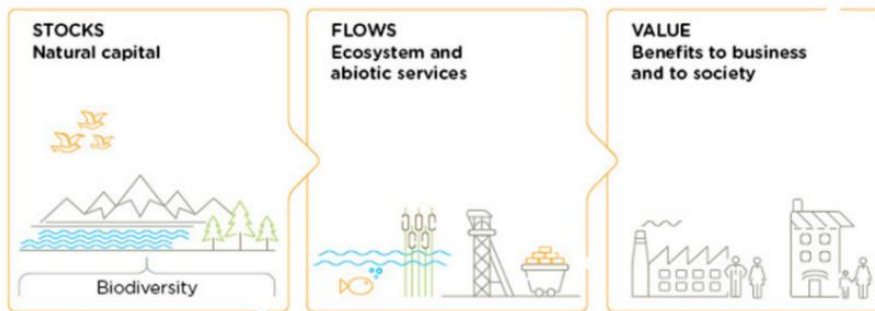 STOCKS
Natural capital
Biodiversity
FLOWS
Ecosystem and
abiotic services
VALUE
Benefits to business
and to society